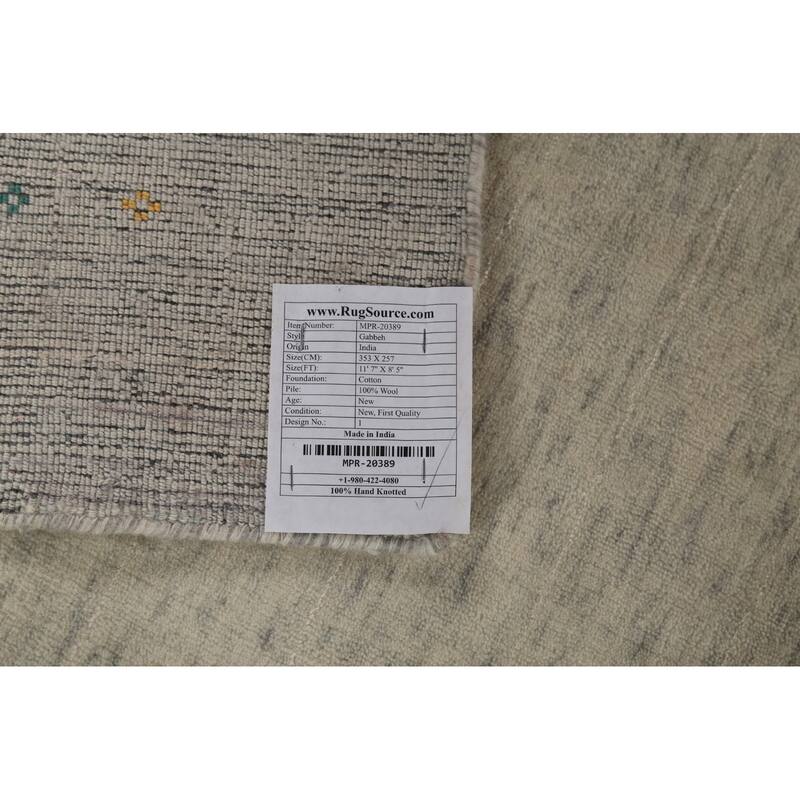 www.RugSource.com
Item Number: MPR-20389
Style Gabbeh
Origin India
Size(CM): 353 X 257
Size(FT): 11' 7" X 8' 5"
Foundation: Cotton
Pile: 100% Wool
Age: New
Condition: New, First Quality
Design No.: 1
Made in India
MPR-20389
+1-980-422-4080
100% Hand Knotted